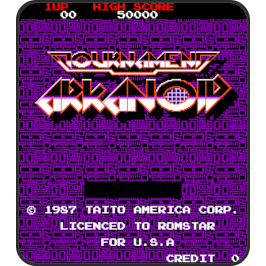 1UP HIGH SCORE
00 50000
TOURNAMENT
ARKANOID
© 1987 TAITO AMERICA CORP.
LICENCED TO ROMSTAR
FOR U.S.A
CREDIT 0